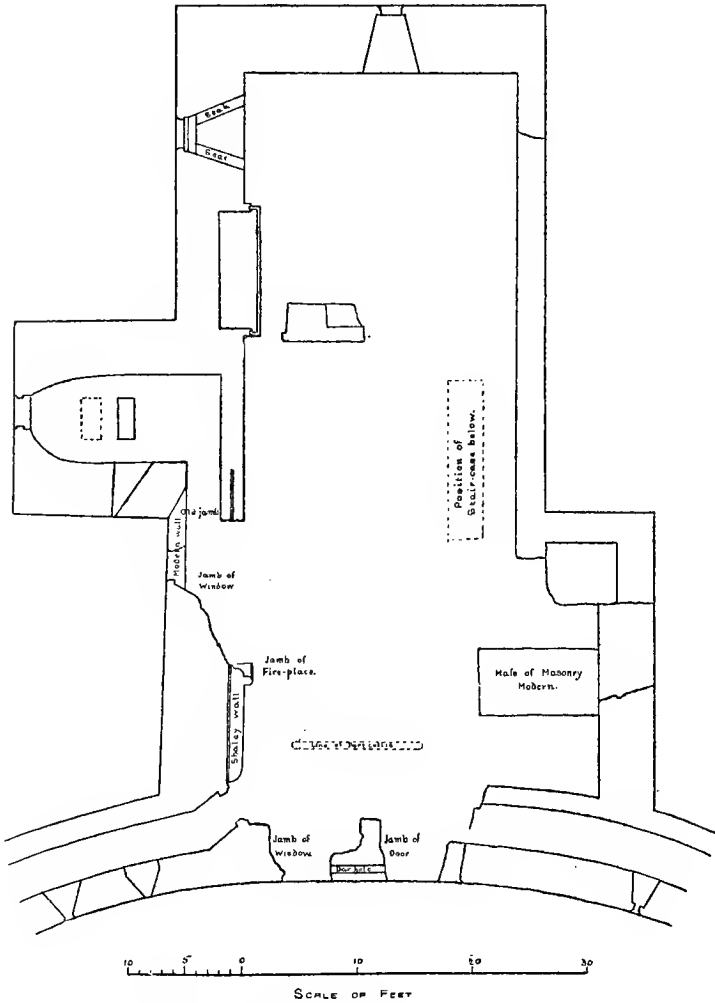 Seat
Seat
Position of
Stair-case below.
Old jamb
Modern wall
Jamb of
Window
Jamb of
Fire-place.
Shaley wall
Mass of Masonry
Modern.
Line of
Jamb of
Window
Jamb of
Door
Bar hole
10 5 0 10 20 30
SCALE OF FEET